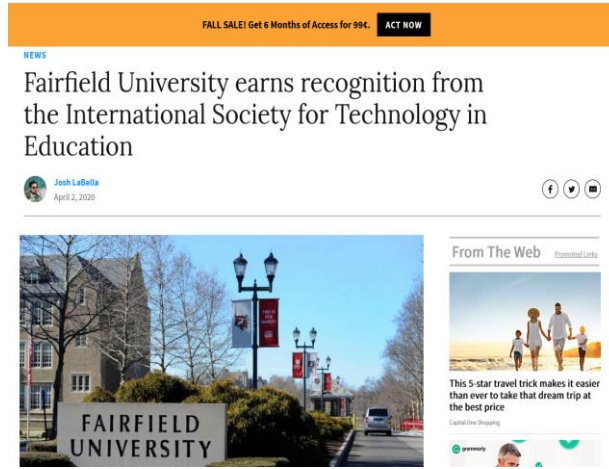 FALL SALE! Get 6 Months of Access for 99¢. ACT NOW
NEWS
Fairfield University earns recognition from
the International Society for Technology in
Education
Josh LaBella
April 2, 2020
From The Web Promoted Links
This 5-star travel trick makes it easier
than ever to take that dream trip at
the best price
Capital One Shopping
FAIRFIELD
UNIVERSITY
grammarly